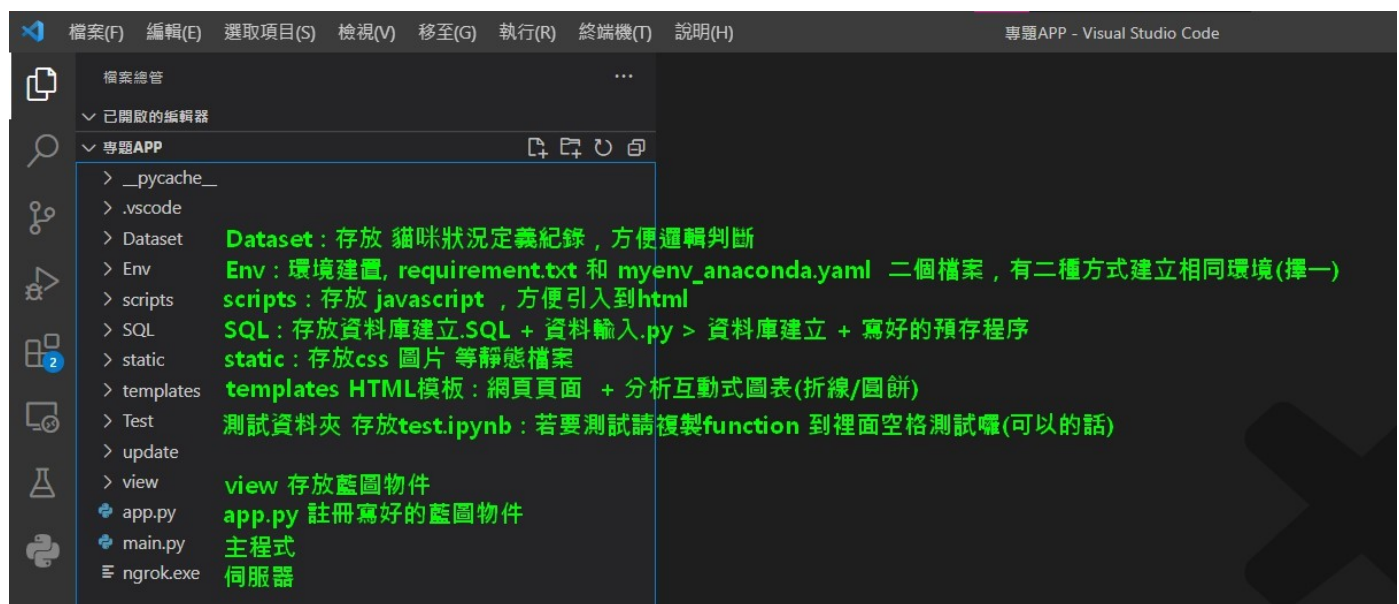 檔案(F) 編輯(E) 選取項目(S) 檢視(V) 移至(G) 執行(R) 終端機(T) 說明(H) 專題APP - Visual Studio Code
檔案總管 ...
已開啟的編輯器
專題APP
__pycache__
.vscode
Dataset Dataset : 存放 貓咪狀況定義紀錄 , 方便邏輯判斷
Env Env : 環境建置, requirement.txt 和 myenv_anaconda.yaml 二個檔案 , 有二種方式建立相同環境(擇一)
scripts scripts : 存放 javascript , 方便引入到html
SQL SQL : 存放資料庫建立.SQL + 資料輸入.py > 資料庫建立 + 寫好的預存程序
static static : 存放css 圖片 等靜態檔案
templates templates HTML模板 : 網頁頁面 + 分析互動式圖表(折線/圓餅)
Test 測試資料夾 存放test.ipynb : 若要測試請複製function 到裡面空格測試囉(可以的話)
update
view view 存放藍圖物件
app.py app.py 註冊寫好的藍圖物件
main.py 主程式
ngrok.exe 伺服器
2